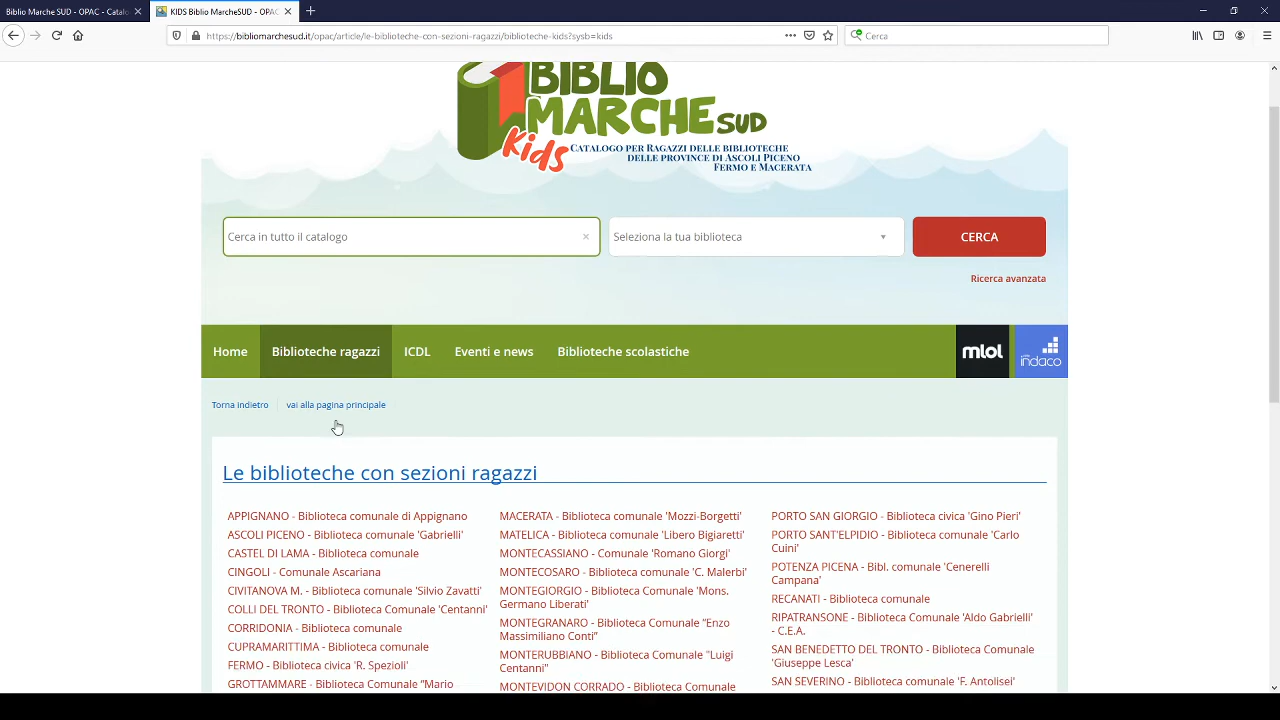 Biblio Marche SUD - OPAC - Catalo
KIDS Biblio MarcheSUD - OPAC
https://bibliomarchesud.it/opac/article/le-biblioteche-con-sezioni-ragazzi/biblioteche-kids?sysb=kids
Cerca
BIBLIO
MARCHE SUD
Kids
CATALOGO PER RAGAZZI DELLE BIBLIOTECHE
DELLE PROVINCE DI ASCOLI PICENO
FERMO E MACERATA
Cerca in tutto il catalogo
Seleziona la tua biblioteca
CERCA
Ricerca avanzata
Home
Biblioteche ragazzi
ICDL
Eventi e news
Biblioteche scolastiche
mlol
indaco
Torna indietro
vai alla pagina principale
Le biblioteche con sezioni ragazzi
APPIGNANO - Biblioteca comunale di Appignano
ASCOLI PICENO - Biblioteca comunale 'Gabrielli'
CASTEL DI LAMA - Biblioteca comunale
CINGOLI - Comunale Ascariana
CIVITANOVA M. - Biblioteca comunale 'Silvio Zavatti'
COLLI DEL TRONTO - Biblioteca Comunale 'Centanni'
CORRIDONIA - Biblioteca comunale
CUPRAMARITTIMA - Biblioteca comunale
FERMO - Biblioteca civica 'R. Spezioli'
GROTTAMMARE - Biblioteca Comunale "Mario
MACERATA - Biblioteca comunale 'Mozzi-Borgetti'
MATELICA - Biblioteca comunale 'Libero Bigiaretti'
MONTECASSIANO - Comunale 'Romano Giorgi'
MONTECOSARO - Biblioteca comunale 'C. Malerbi'
MONTEGIORGIO - Biblioteca comunale 'Mons.
Germano Liberati'
MONTEGRANARO - Biblioteca Comunale “Enzo
Massimiliano Conti”
MONTERUBBIANO - Biblioteca Comunale "Luigi
Centanni"
MONTEVIDON CORRADO - Biblioteca Comunale
PORTO SAN GIORGIO - Biblioteca civica 'Gino Pieri'
PORTO SANT'ELPIDIO - Biblioteca comunale 'Carlo
Cuini'
POTENZA PICENA - Bibl. comunale 'Cenerelli
Campana'
RECANATI - Biblioteca comunale
RIPATRANSONE - Biblioteca Comunale 'Aldo Gabrielli'
- C.E.A.
SAN BENEDETTO DEL TRONTO - Biblioteca Comunale
'Giuseppe Lesca'
SAN SEVERINO - Biblioteca comunale 'F. Antolisei'